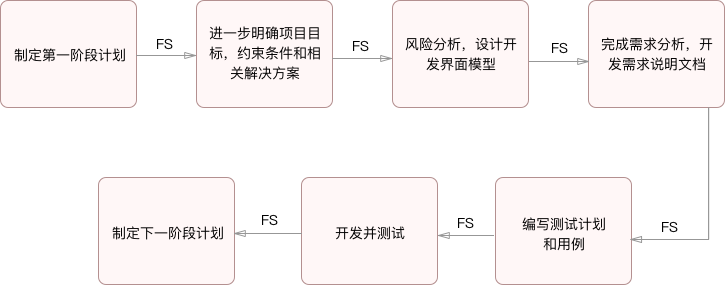 制定第一阶段计划
FS
进一步明确项目目
标，约束条件和相
关解决方案
FS
风险分析，设计开
发界面模型
FS
完成需求分析，开
发需求说明文档
FS
编写测试计划
和用例
FS
开发并测试
FS
制定下一阶段计划